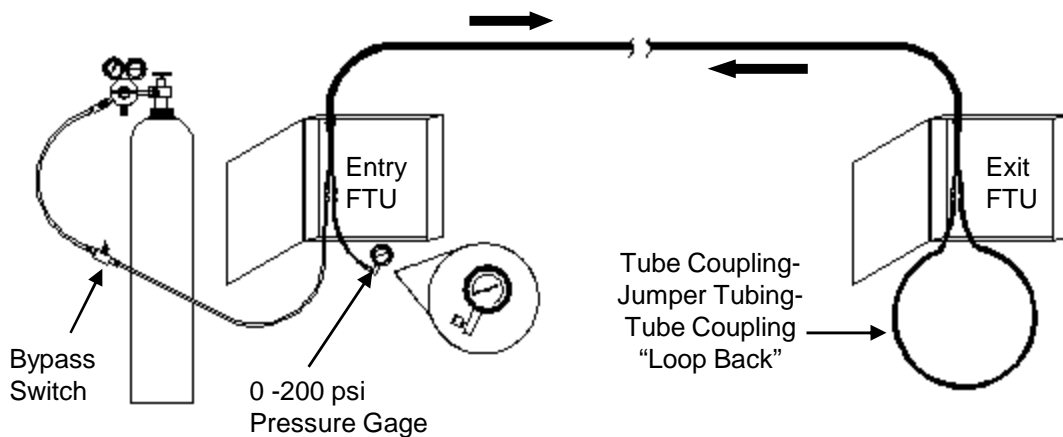 Entry
FTU
Exit
FTU
Tube Coupling-
Jumper Tubing-
Tube Coupling
“Loop Back”
Bypass
Switch
0 -200 psi
Pressure Gage